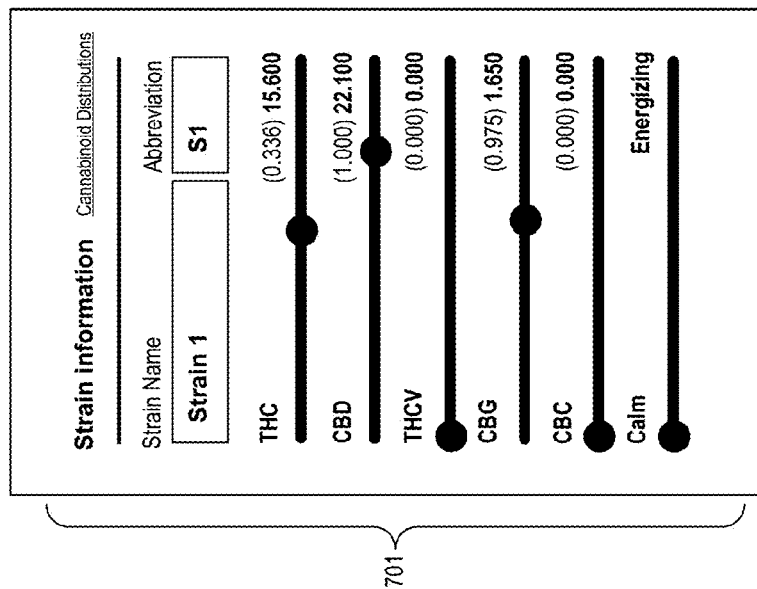 Strain information Cannabinoid Distributions
Strain Name Abbreviation
Strain 1 S1
THC (0.336) 15.600
CBD (1.000) 22.100
THCV (0.000) 0.000
CBG (0.975) 1.650
CBC (0.000) 0.000
Calm Energizing
701